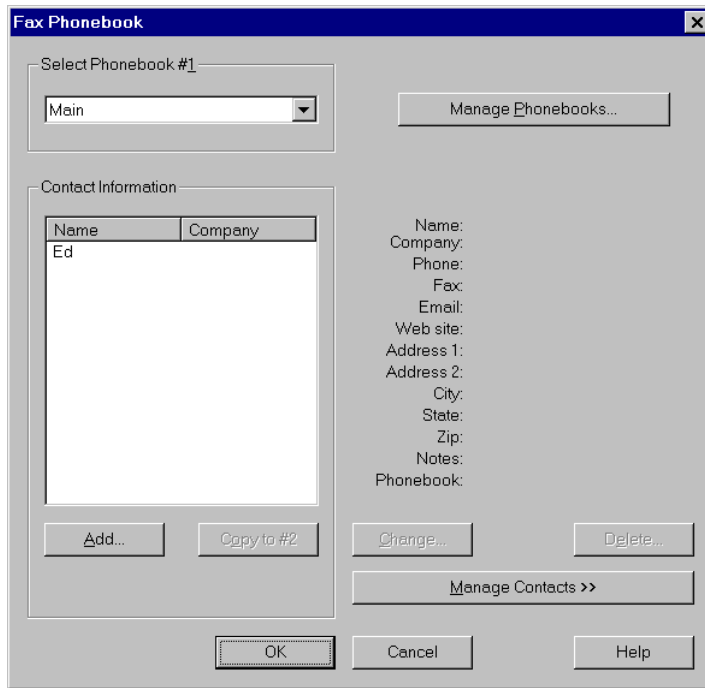 Fax Phonebook
Select Phonebook #1
Main
Manage Phonebooks...
Contact Information
Name Company
Ed
Name:
Company:
Phone:
Fax:
Email:
Web site:
Address 1:
Address 2:
City:
State:
Zip:
Notes:
Phonebook:
Add... Copy to #2 Change... Delete...
Manage Contacts >>
OK Cancel Help